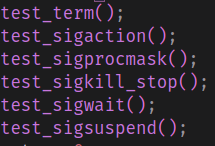 test_term();
test_sigaction();
test_sigprocmask();
test_sigkill_stop();
test_sigwait();
test_sigsuspend();